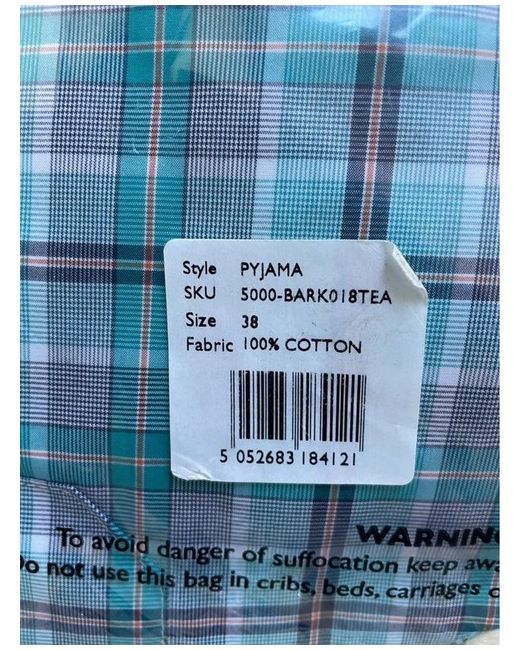 Style PYJAMA
SKU 5000-BARK018TEA
Size 38
Fabric 100% COTTON
5 052683 184121
WARNIN
To avoid danger of suffocation keep awa
Do not use this bag in cribs, beds, carriages o